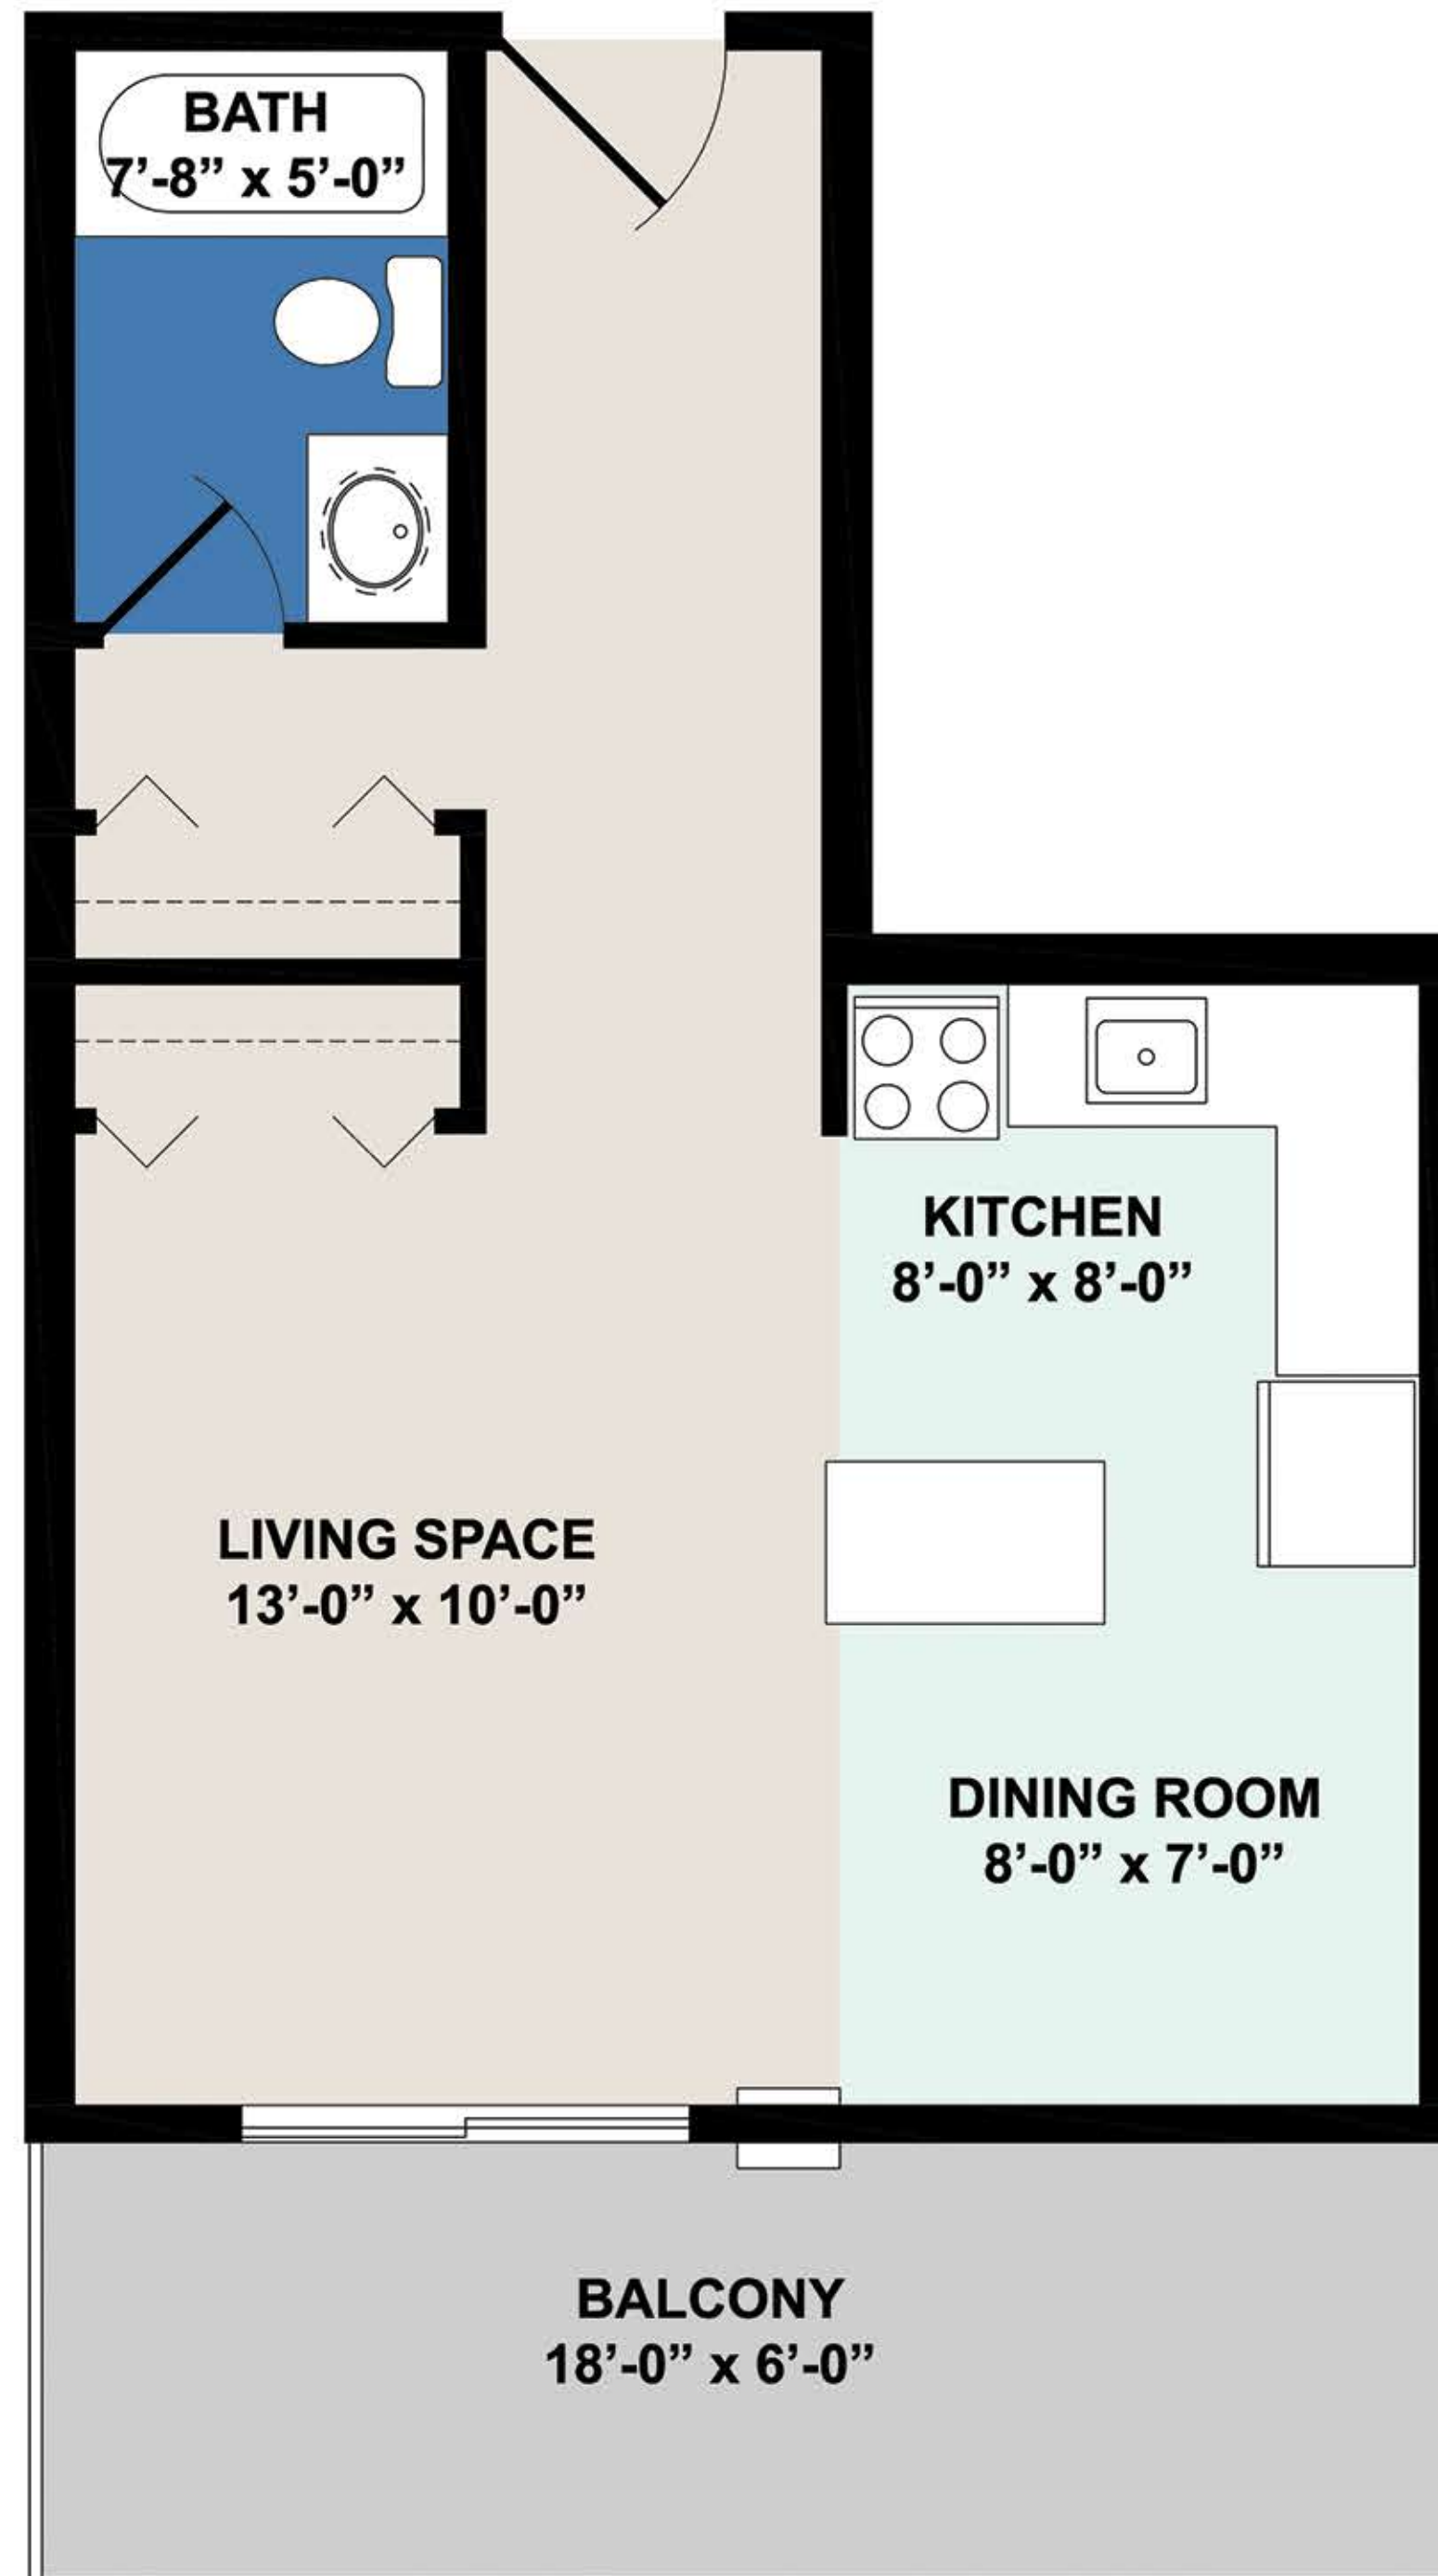 BATH
7’-8” x 5’-0”
KITCHEN
8’-0” x 8’-0”
LIVING SPACE
13’-0” x 10’-0”
DINING ROOM
8’-0” x 7’-0”
BALCONY
18’-0” x 6’-0”